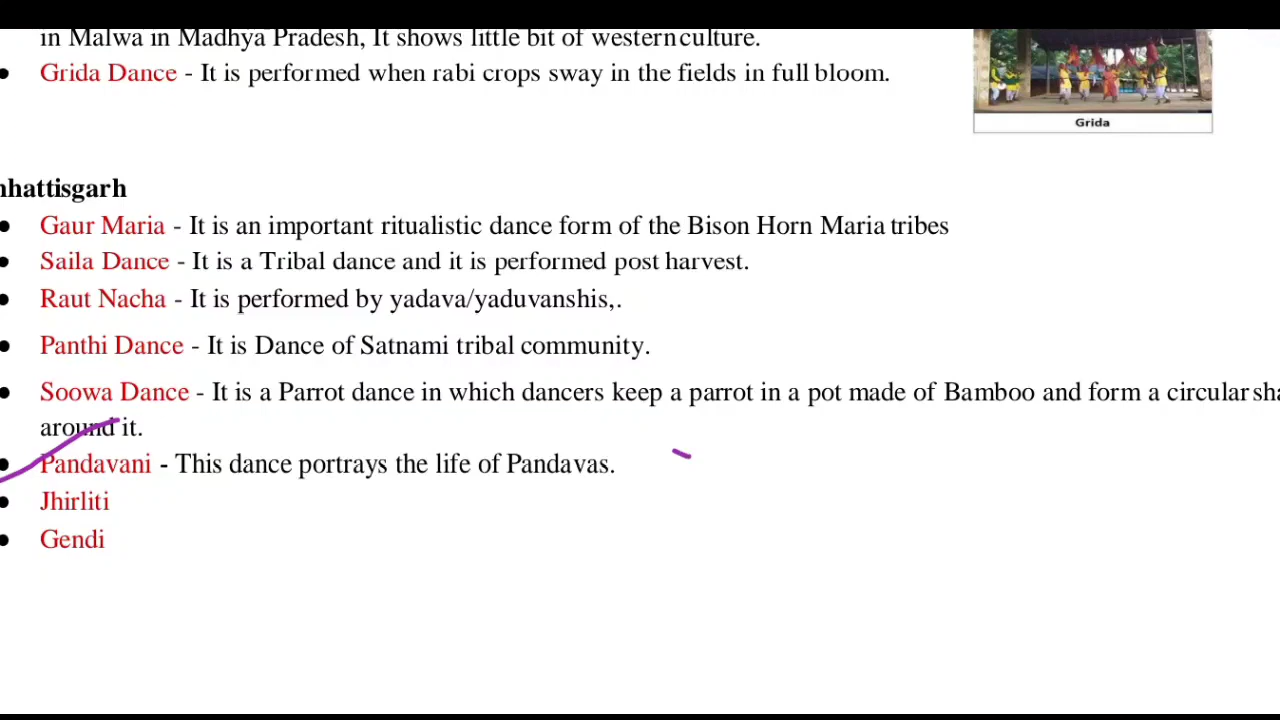 in Malwa in Madhya Pradesh, It shows little bit of western culture.
● Grida Dance - It is performed when rabi crops sway in the fields in full bloom.
Grida
hhattisgarh
● Gaur Maria - It is an important ritualistic dance form of the Bison Horn Maria tribes
● Saila Dance - It is a Tribal dance and it is performed post harvest.
● Raut Nacha - It is performed by yadava/yaduvanshis,.
● Panthi Dance - It is Dance of Satnami tribal community.
● Soowa Dance - It is a Parrot dance in which dancers keep a parrot in a pot made of Bamboo and form a circular sha
around it.
● Pandavani - This dance portrays the life of Pandavas.
● Jhirliti
● Gendi